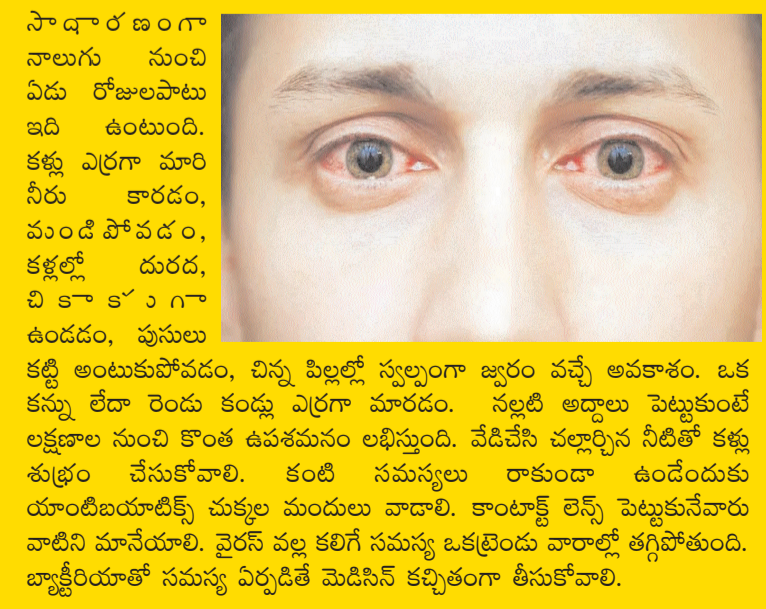 సాధారణంగా
నాలుగు నుంచి
ఏడు రోజులపాటు
ఇది ఉంటుంది.
కళ్లు ఎర్రగా మారి
నీరు కారడం,
మండిపోవడం,
కళ్లల్లో దురద,
చికాకుగా
ఉండడం, పుసులు
కట్టి అంటుకుపోవడం, చిన్న పిల్లల్లో స్వల్పంగా జ్వరం వచ్చే అవకాశం. ఒక
కన్ను లేదా రెండు కండ్లు ఎర్రగా మారడం. నల్లటి అద్దాలు పెట్టుకుంటే
లక్షణాల నుంచి కొంత ఉపశమనం లభిస్తుంది. వేడిచేసి చల్లార్చిన నీటితో కళ్లు
శుభ్రం చేసుకోవాలి. కంటి సమస్యలు రాకుండా ఉండేందుకు
యాంటిబయాటిక్స్ చుక్కల మందులు వాడాలి. కాంటాక్ట్ లెన్స్ పెట్టుకునేవారు
వాటిని మానేయాలి. వైరస్ వల్ల కలిగే సమస్య ఒకట్రెండు వారాల్లో తగ్గిపోతుంది.
బ్యాక్టీరియాతో సమస్య ఏర్పడితే మెడిసిన్ కచ్చితంగా తీసుకోవాలి.